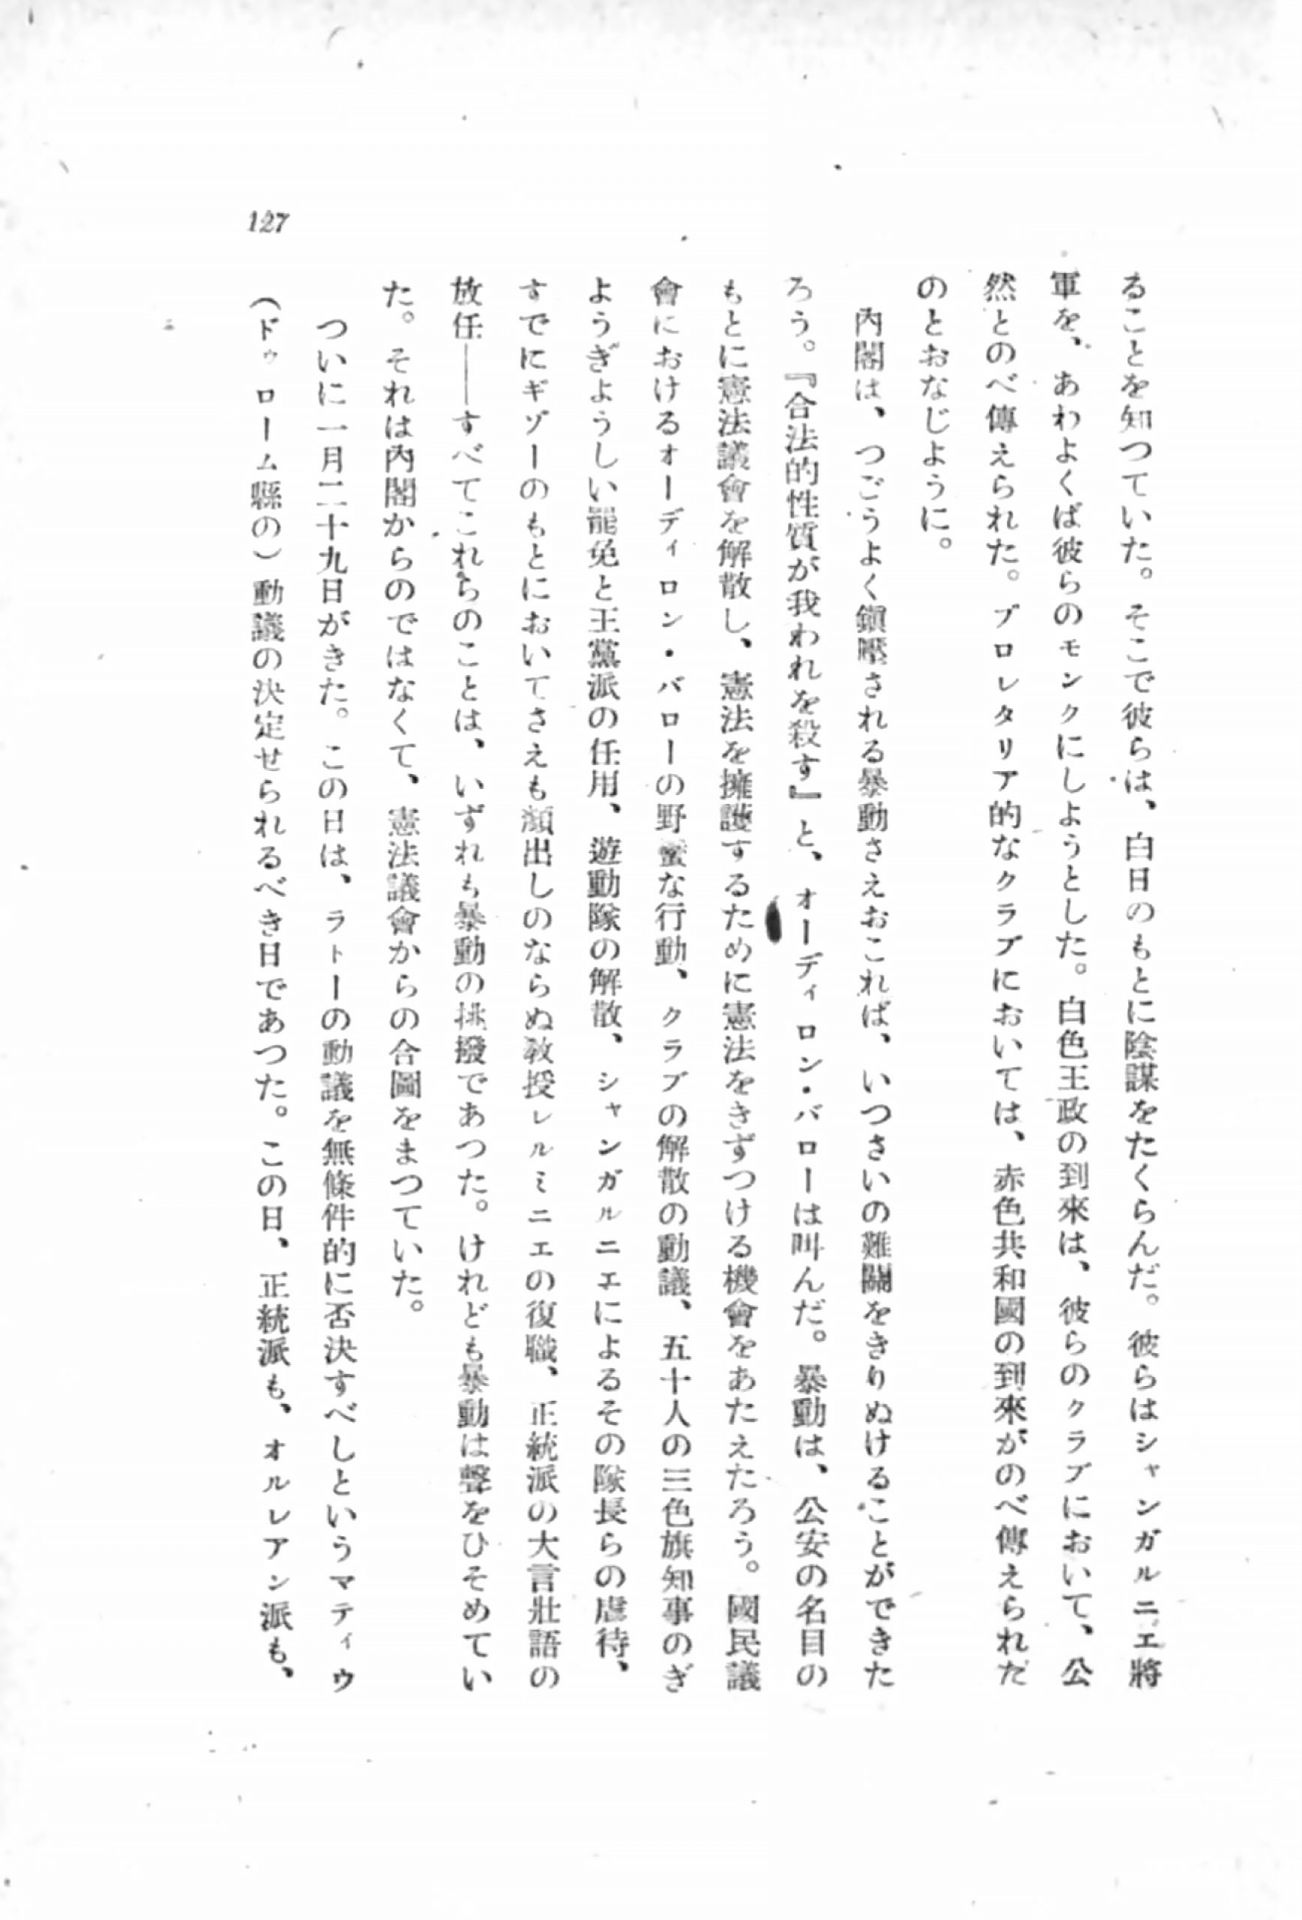 ることを知つていた。そこで彼らは、白日のもとに陰謀をたくらんだ。彼らはシャンガルニエ將
軍を、あわよくば彼らのモンクにしようとした。白色王政の到來は、彼らのクラブにおいて、公
然とのべ傳えられた。プロレタリア的なクラブにおいては、赤色共和國の到來がのべ傳えられた
のとおなじように。
內閣は、つごうよく鎭壓される暴動さえおこれば、いつさいの難關をきりぬけることができた
ろう。『合法的性質が我われを殺す』と、オーディロン・バローは叫んだ。暴動は、公安の名目の
もとに憲法議會を解散し、憲法を擁護するために憲法をきずつける機會をあたえたろう。國民議
會におけるオーディロン・バローの野蠻な行動、クラブの解散の動議、五十人の三色旗知事のぎ
ようぎようしい罷免と王黨派の任用、遊動隊の解散、シャンガルニエによるその隊長らの虐待、
すでにギゾーのもとにおいてさえも顏出しのならぬ敎授レルミニエの復職、正統派の大言壯語の
放任――すべてこれらのことは、いずれも暴動の挑撥であつた。けれども暴動は聲をひそめてい
た。それは內閣からのではなくて、憲法議會からの合圖をまつていた。
ついに一月二十九日がきた。この日は、ラトーの動議を無條件的に否決すべしというマティウ
（ドゥローム縣の）動議の決定せられるべき日であつた。この日、正統派も、オルレアン派も、
127